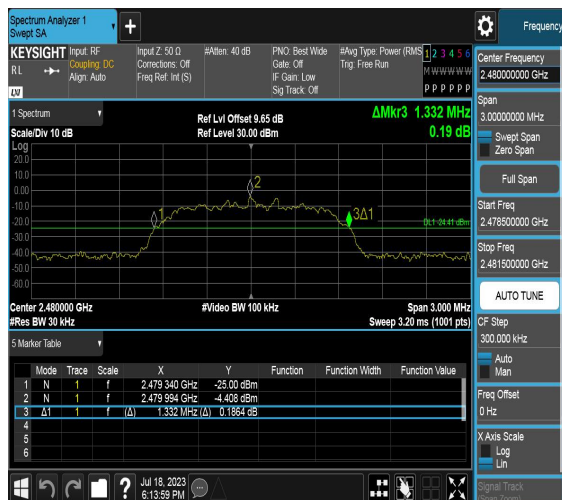 Spectrum Analyzer 1
Swept SA
+
Frequency
KEYSIGHT
RL
LXI
Input: RF
Coupling: DC
Align: Auto
Input Z: 50 Ω
Corrections: Off
Freq Ref: Int (S)
#Atten: 40 dB
PNO: Best Wide
Gate: Off
IF Gain: Low
Sig Track: Off
#Avg Type: Power (RMS
Trig: Free Run
1 2 3 4 5 6
M W W W W W
P P P P P P
1 Spectrum
Scale/Div 10 dB
Ref Lvl Offset 9.65 dB
Ref Level 30.00 dBm
ΔMkr3 1.332 MHz
0.19 dB
Log
20.0
10.0
0.00
-10.0
-20.0
-30.0
-40.0
-50.0
-60.0
1
2
3Δ1
DL1 -24.41 dBm
Center 2.480000 GHz
#Res BW 30 kHz
#Video BW 100 kHz
Span 3.000 MHz
Sweep 3.20 ms (1001 pts)
5 Marker Table
Mode Trace Scale X Y Function Function Width Function Value
1 N 1 f 2.479 340 GHz -25.00 dBm
2 N 1 f 2.479 994 GHz -4.408 dBm
3 Δ1 1 f (Δ) 1.332 MHz (Δ) 0.1864 dB
4
5
6
?
Jul 18, 2023
6:13:59 PM
Center Frequency
2.480000000 GHz
Span
3.00000000 MHz
Swept Span
Zero Span
Full Span
Start Freq
2.478500000 GHz
Stop Freq
2.481500000 GHz
AUTO TUNE
CF Step
300.000 kHz
Auto
Man
Freq Offset
0 Hz
X Axis Scale
Log
Lin
Signal Track
(Span Zoom)